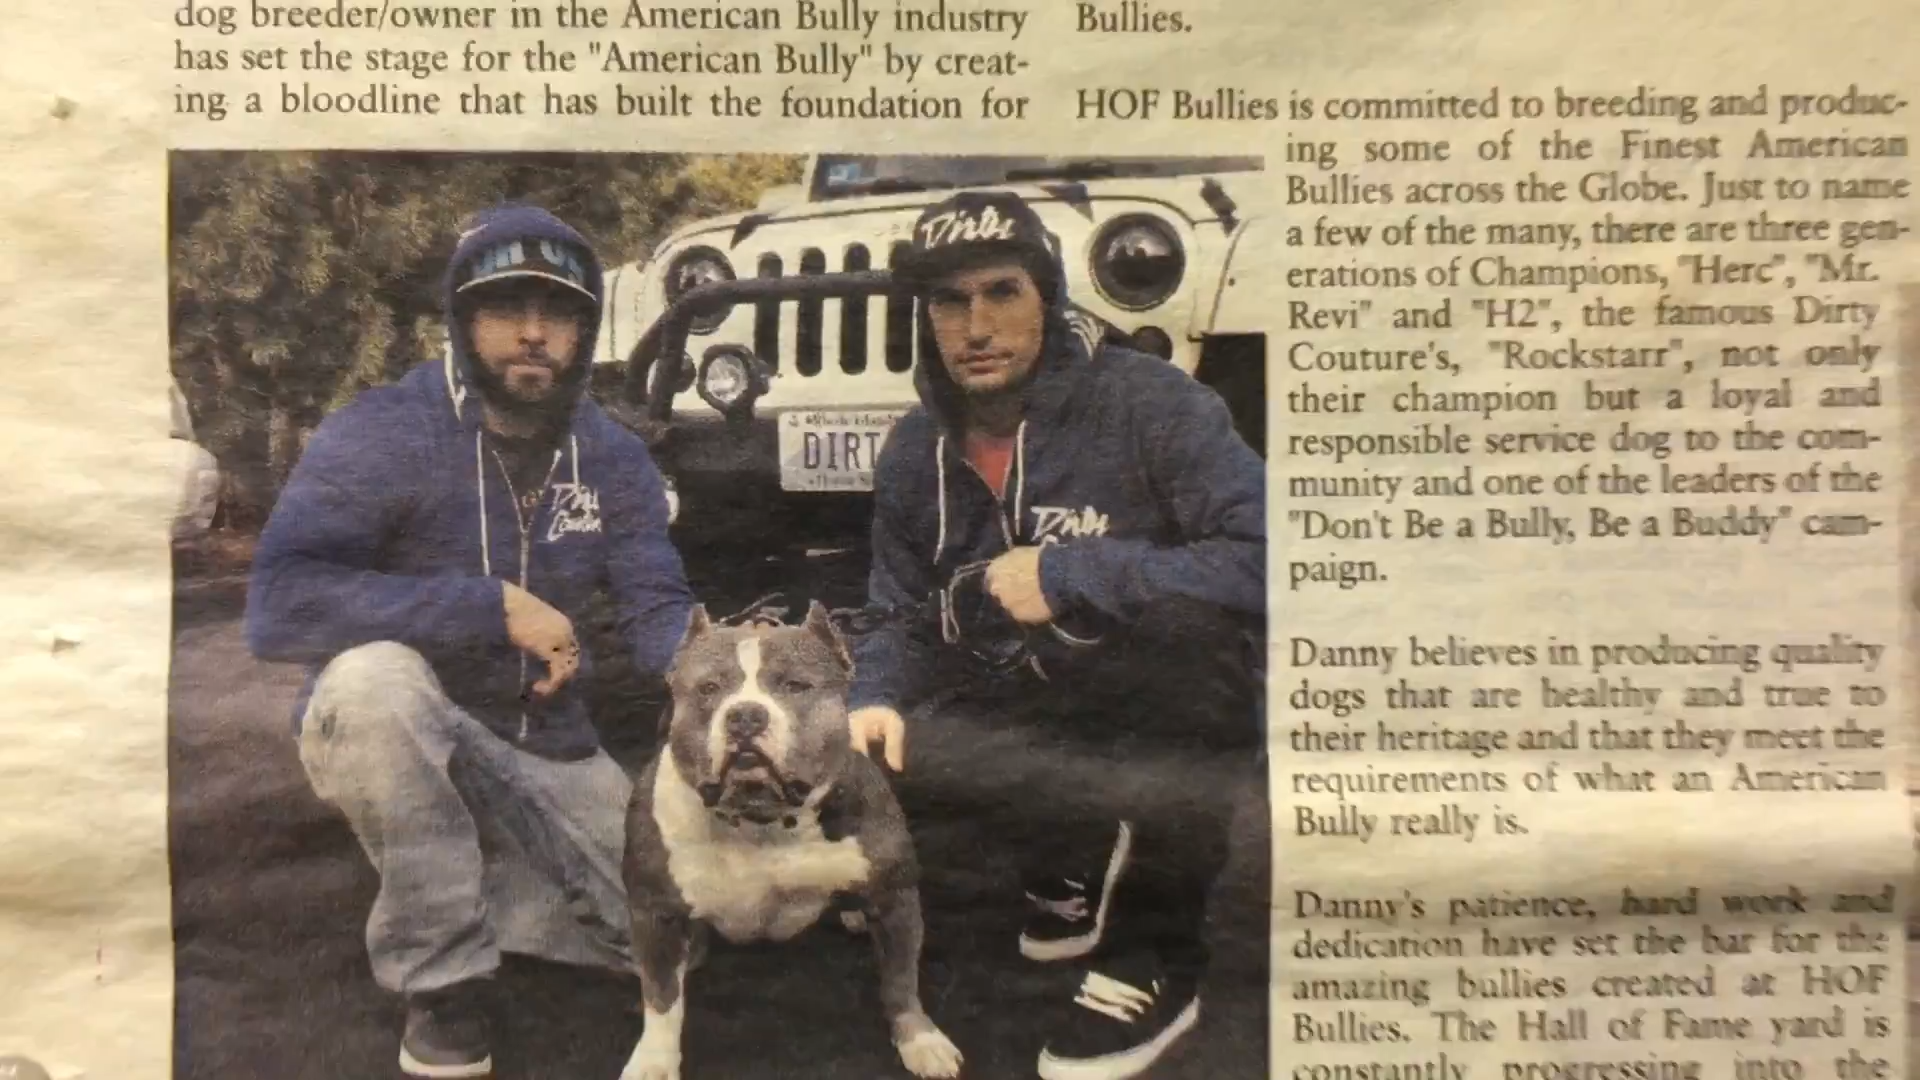 dog breeder/owner in the American Bully industry
has set the stage for the "American Bully" by creat-
ing a bloodline that has built the foundation for
Dirty
DIRT
Dirty
Bullies.
HOF Bullies is committed to breeding and produc-
ing some of the Finest American
Bullies across the Globe. Just to name
a few of the many, there are three gen-
erations of Champions, "Herc", "Mr.
Revi" and "H2", the famous Dirty
Couture's, "Rockstarr", not only
their champion but a loyal and
responsible service dog to the com-
munity and one of the leaders of the
"Don't Be a Bully, Be a Buddy" cam-
paign.
Danny believes in producing quality
dogs that are healthy and true to
their heritage and that they meet the
requirements of what an American
Bully really is.
Danny's patience, hard work and
dedication have set the bar for the
amazing bullies created at HOF
Bullies. The Hall of Fame yard is
constantly progressing into the